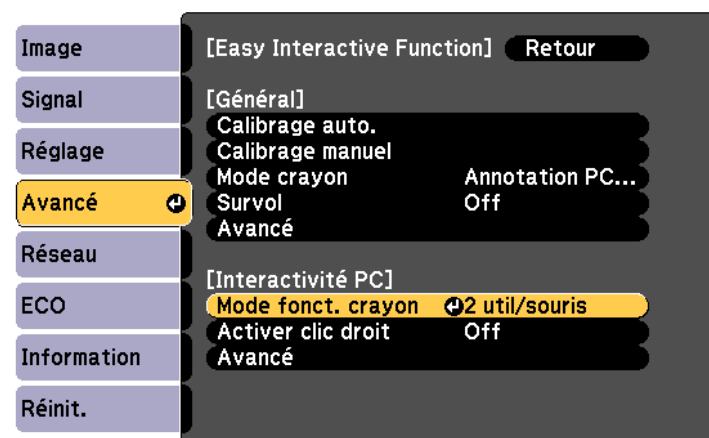 Image
Signal
Réglage
Avancé
Réseau
ECO
Information
Réinit.
[Easy Interactive Function] Retour
[Général]
Calibrage auto.
Calibrage manuel
Mode crayon Annotation PC...
Survol Off
Avancé
[Interactivité PC]
Mode fonct. crayon 2 util/souris
Activer clic droit Off
Avancé